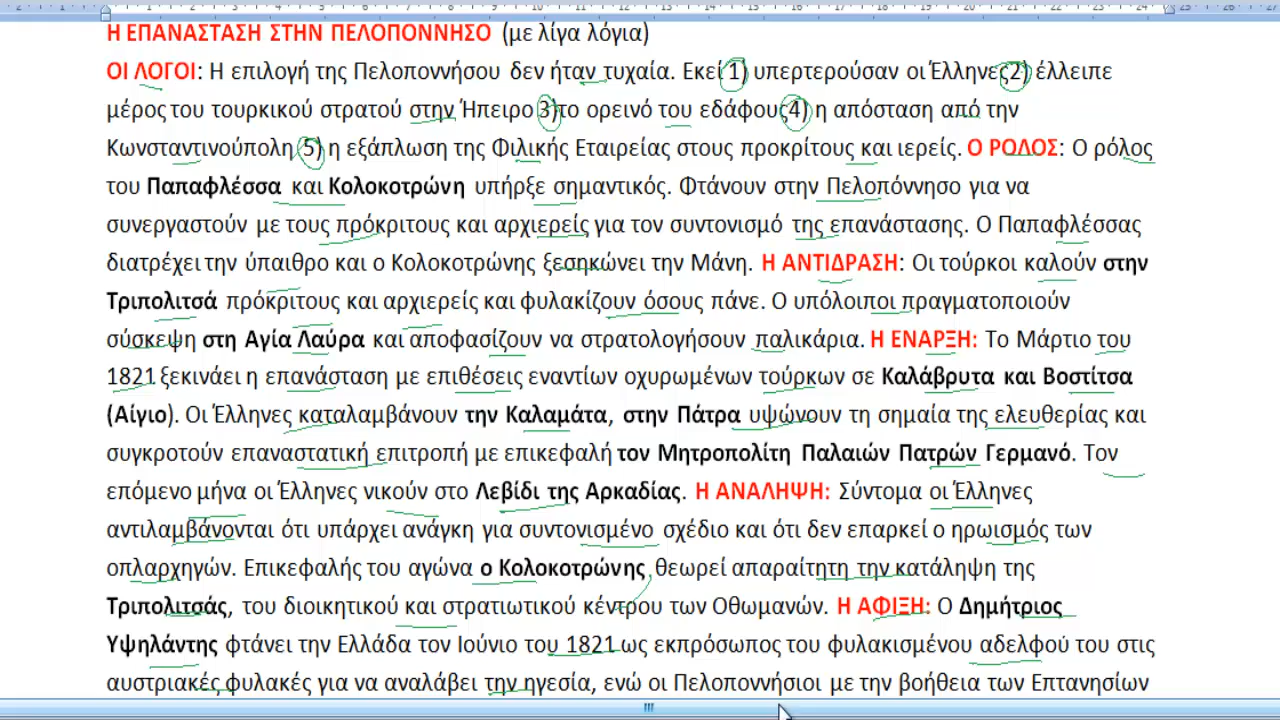 Η ΕΠΑΝΑΣΤΑΣΗ ΣΤΗΝ ΠΕΛΟΠΟΝΝΗΣΟ (με λίγα λόγια)
ΟΙ ΛΟΓΟΙ: Η επιλογή της Πελοποννήσου δεν ήταν τυχαία. Εκεί 1) υπερτερούσαν οι Έλληνες2) έλλειπε
μέρος του τουρκικού στρατού στην Ήπειρο 3)το ορεινό του εδάφους4) η απόσταση από την
Κωνσταντινούπολη 5) η εξάπλωση της Φιλικής Εταιρείας στους προκρίτους και ιερείς. Ο ΡΟΛΟΣ: Ο ρόλος
του Παπαφλέσσα και Κολοκοτρώνη υπήρξε σημαντικός. Φτάνουν στην Πελοπόννησο για να
συνεργαστούν με τους πρόκριτους και αρχιερείς για τον συντονισμό της επανάστασης. Ο Παπαφλέσσας
διατρέχει την ύπαιθρο και ο Κολοκοτρώνης ξεσηκώνει την Μάνη. Η ΑΝΤΙΔΡΑΣΗ: Οι τούρκοι καλούν στην
Τριπολιτσά πρόκριτους και αρχιερείς και φυλακίζουν όσους πάνε. Ο υπόλοιποι πραγματοποιούν
σύσκεψη στη Αγία Λαύρα και αποφασίζουν να στρατολογήσουν παλικάρια. Η ΕΝΑΡΞΗ: Το Μάρτιο του
1821 ξεκινάει η επανάσταση με επιθέσεις εναντίων οχυρωμένων τούρκων σε Καλάβρυτα και Βοστίτσα
(Αίγιο). Οι Έλληνες καταλαμβάνουν την Καλαμάτα, στην Πάτρα υψώνουν τη σημαία της ελευθερίας και
συγκροτούν επαναστατική επιτροπή με επικεφαλή τον Μητροπολίτη Παλαιών Πατρών Γερμανό. Τον
επόμενο μήνα οι Έλληνες νικούν στο Λεβίδι της Αρκαδίας. Η ΑΝΑΛΗΨΗ: Σύντομα οι Έλληνες
αντιλαμβάνονται ότι υπάρχει ανάγκη για συντονισμένο σχέδιο και ότι δεν επαρκεί ο ηρωισμός των
οπλαρχηγών. Επικεφαλής του αγώνα ο Κολοκοτρώνης, θεωρεί απαραίτητη την κατάληψη της
Τριπολιτσάς, του διοικητικού και στρατιωτικού κέντρου των Οθωμανών. Η ΑΦΙΞΗ: Ο Δημήτριος
Υψηλάντης φτάνει την Ελλάδα τον Ιούνιο του 1821 ως εκπρόσωπος του φυλακισμένου αδελφού του στις
αυστριακές φυλακές για να αναλάβει την ηγεσία, ενώ οι Πελοποννήσιοι με την βοήθεια των Επτανησίων